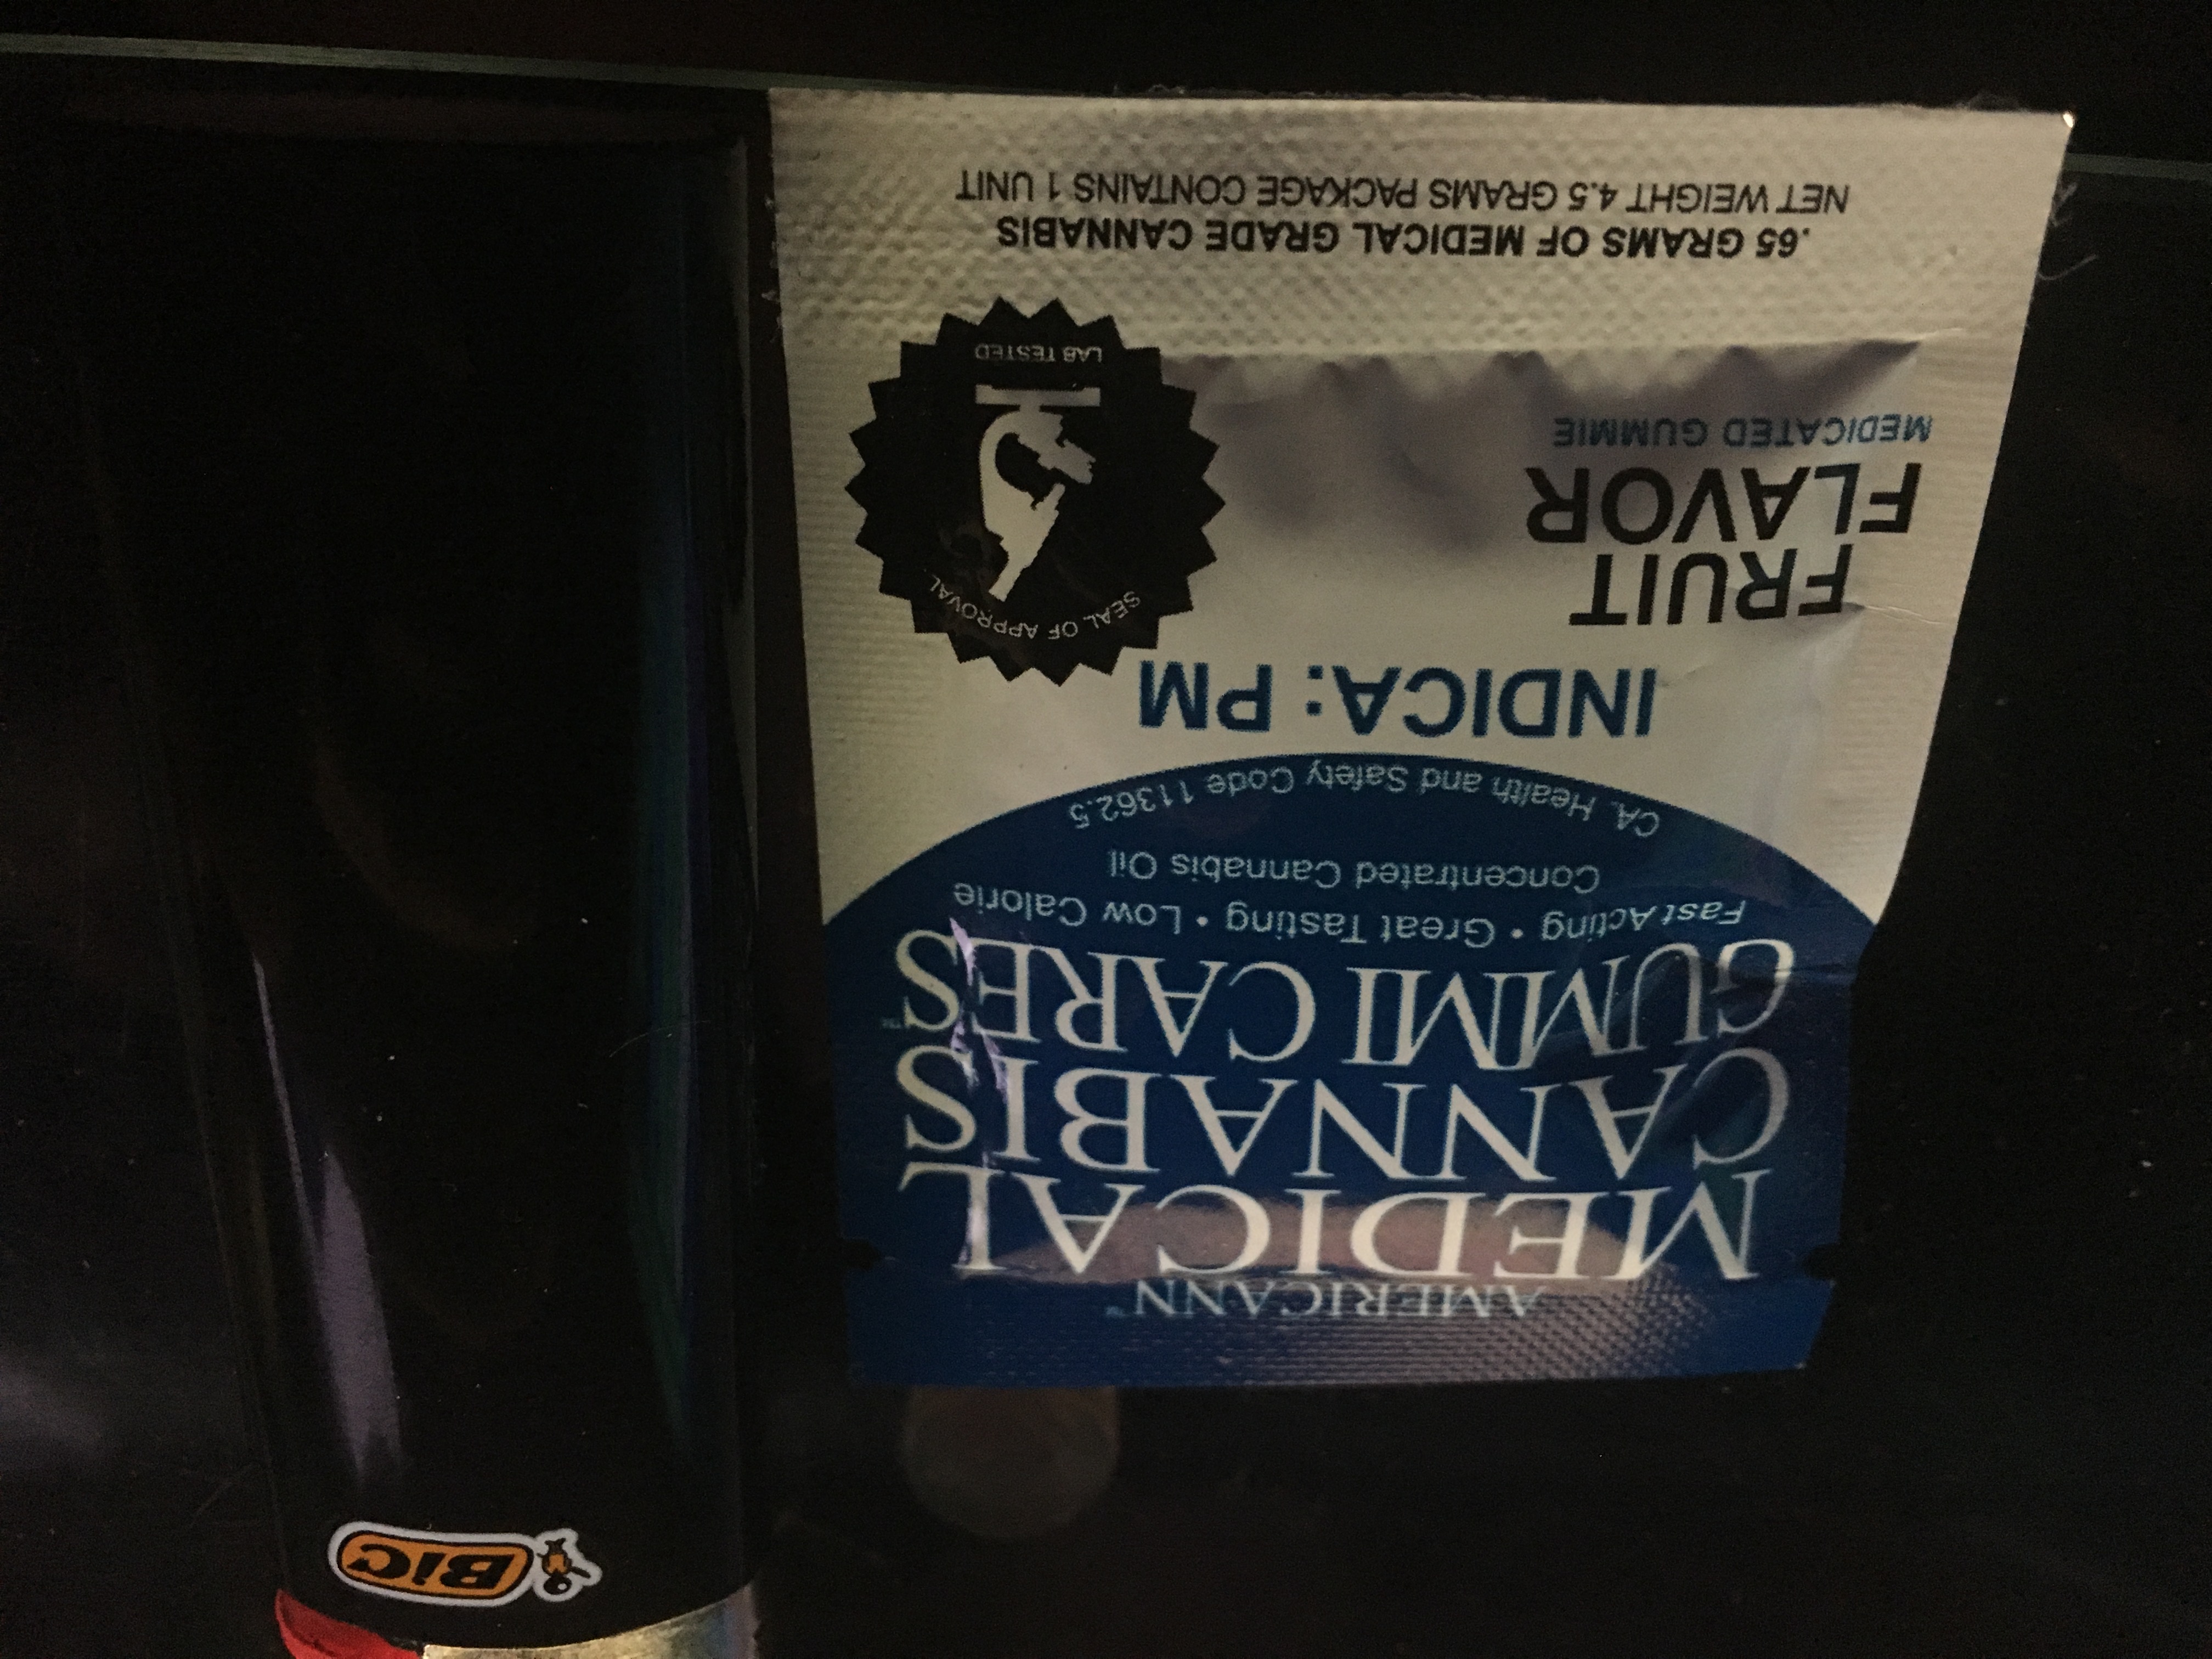 AMERICANN™
MEDICAL
CANNABIS
GUMMI CARES™
Fast Acting • Great Tasting • Low Calorie
Concentrated Cannabis Oil
CA. Health and Safety Code 11362.5
INDICA: PM
FRUIT
FLAVOR
MEDICATED GUMMIE
SEAL OF APPROVAL
LAB TESTED
.65 GRAMS OF MEDICAL GRADE CANNABIS
NET WEIGHT 4.5 GRAMS PACKAGE CONTAINS 1 UNIT
BiC